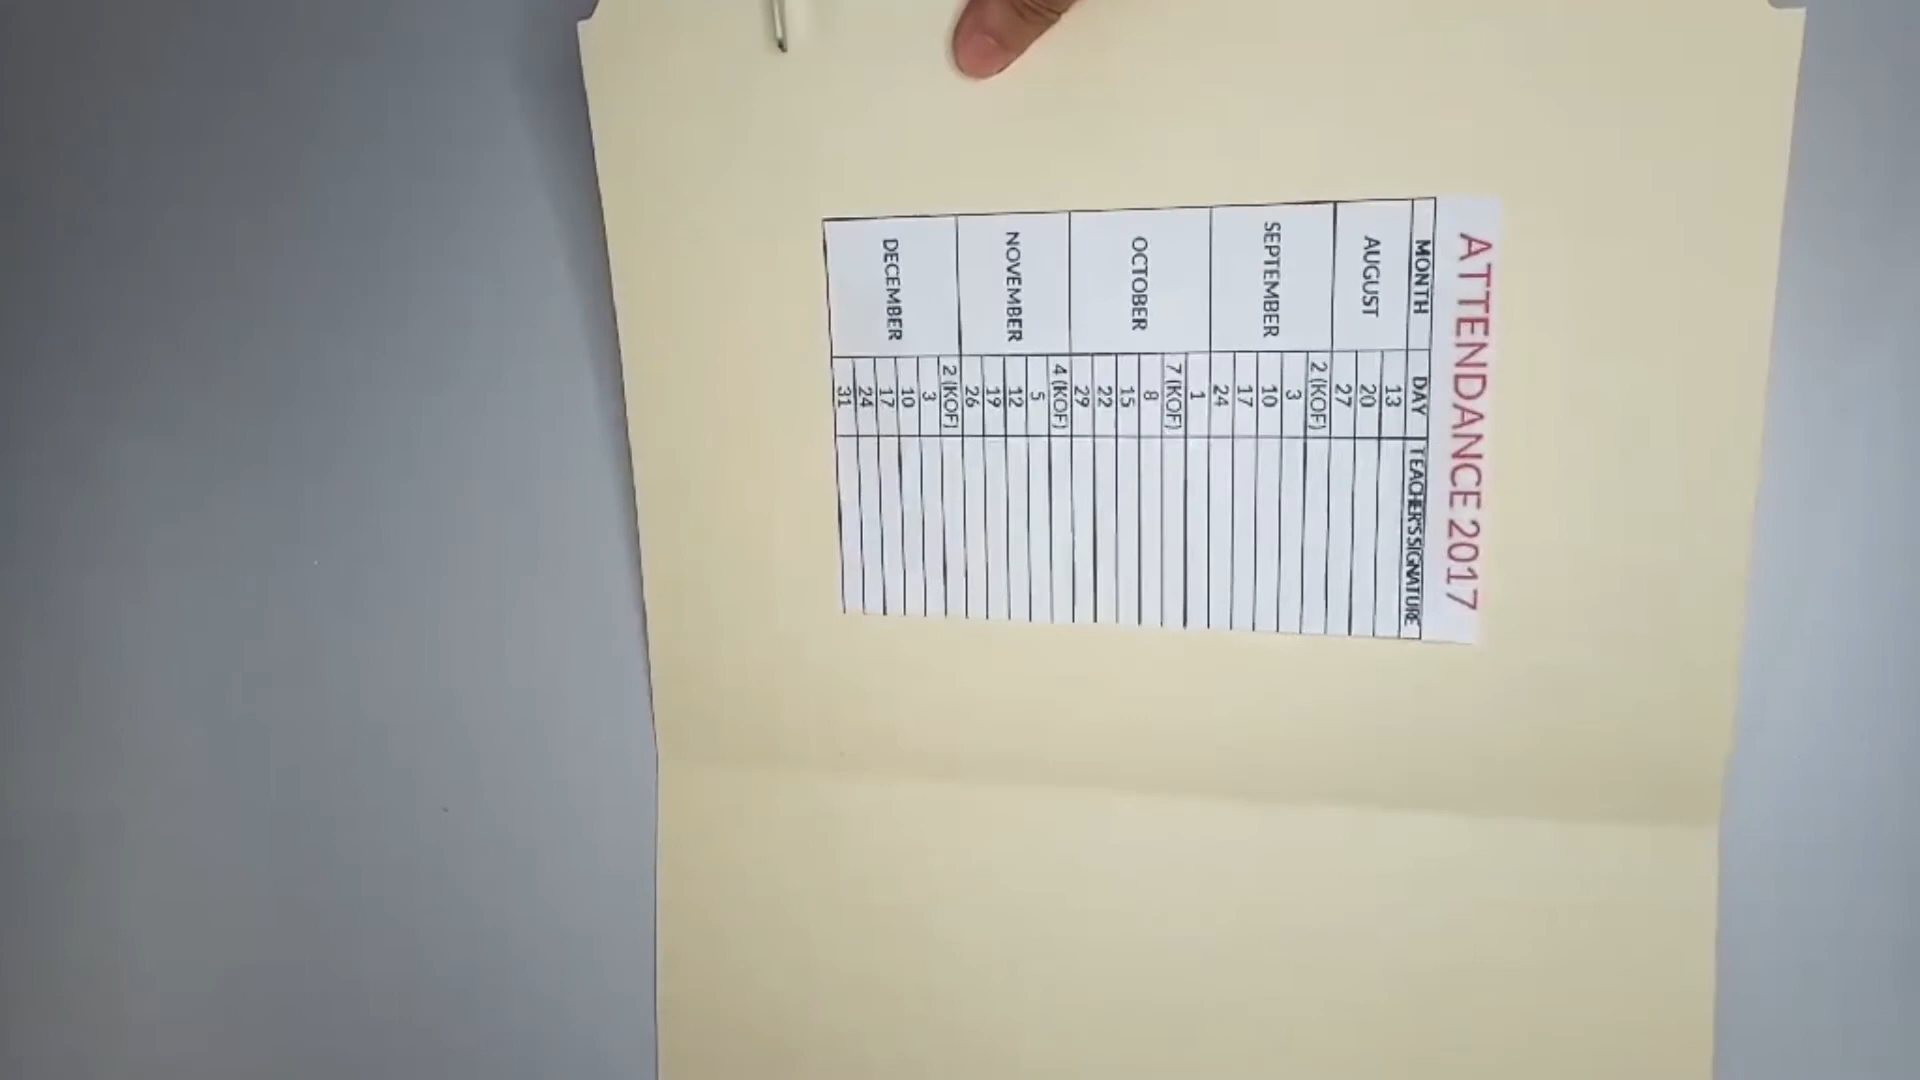 ATTENDANCE 2017
MONTH DAY TEACHER'S SIGNATURE
AUGUST 13
20
27
SEPTEMBER 2 (KOF)
3
10
17
24
OCTOBER 1
7 (KOF)
8
15
22
29
NOVEMBER 4 (KOF)
5
12
19
26
DECEMBER 2 (KOF)
3
10
17
24
31